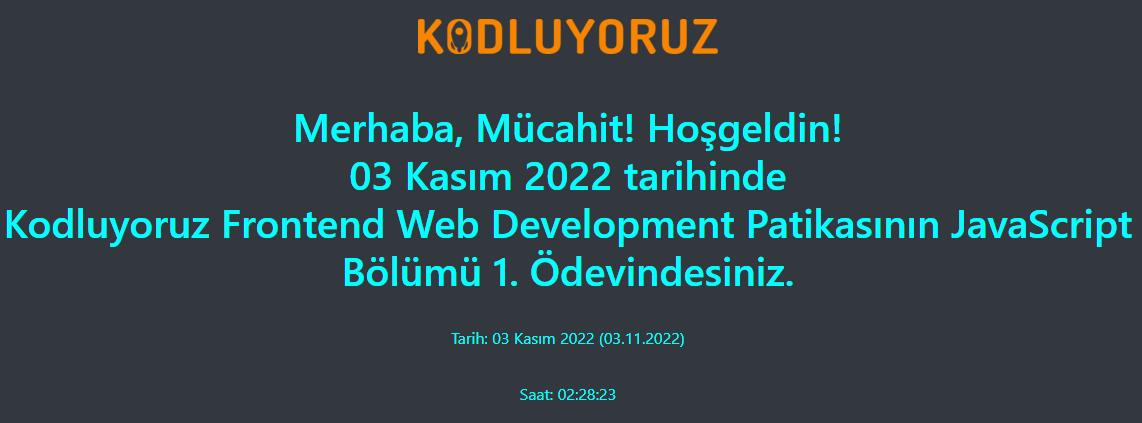 KODLUYORUZ
Merhaba, Mücahit! Hoşgeldin!
03 Kasım 2022 tarihinde
Kodluyoruz Frontend Web Development Patikasının JavaScript
Bölümü 1. Ödevindesiniz.
Tarih: 03 Kasım 2022 (03.11.2022)
Saat: 02:28:23